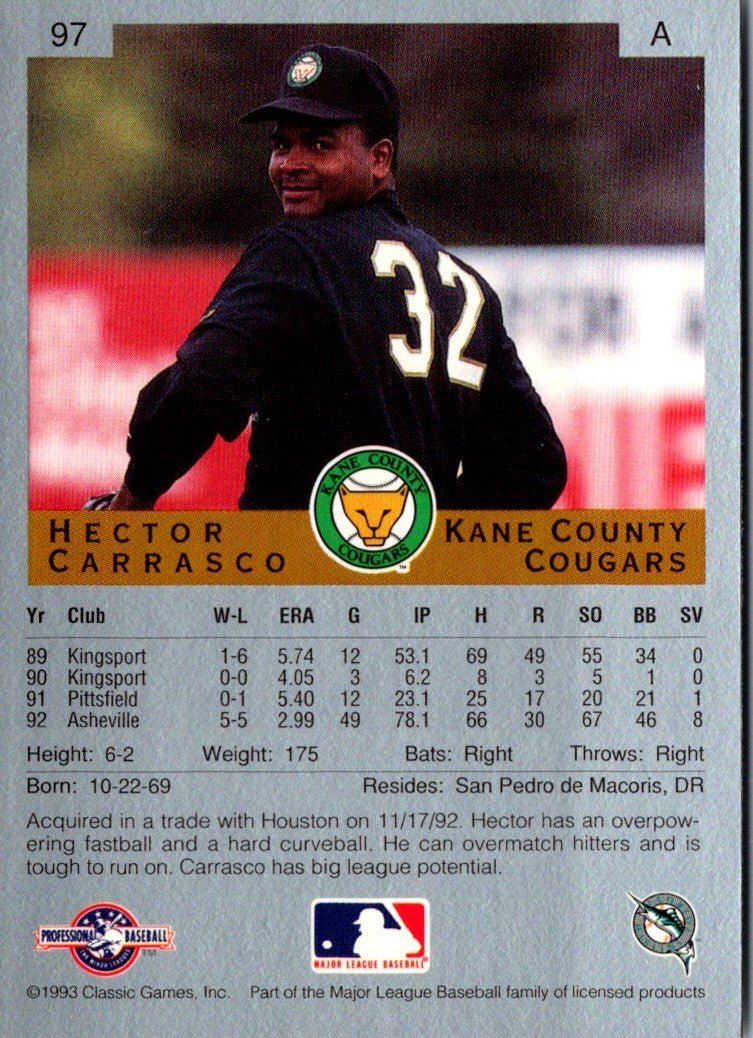 97 A
32
KANE COUNTY
COUGARS
HECTOR
CARRASCO
KANE COUNTY
COUGARS
Yr Club W-L ERA G IP H R SO BB SV
89 Kingsport 1-6 5.74 12 53.1 69 49 55 34 0
90 Kingsport 0-0 4.05 3 6.2 8 3 5 1 0
91 Pittsfield 0-1 5.40 12 23.1 25 17 20 21 1
92 Asheville 5-5 2.99 49 78.1 66 30 67 46 8
Height: 6-2 Weight: 175 Bats: Right Throws: Right
Born: 10-22-69 Resides: San Pedro de Macoris, DR
Acquired in a trade with Houston on 11/17/92. Hector has an overpow-
ering fastball and a hard curveball. He can overmatch hitters and is
tough to run on. Carrasco has big league potential.
PROFESSIONAL BASEBALL
THE MINOR LEAGUES
TM
MAJOR LEAGUE BASEBALL®
©1993 Classic Games, Inc. Part of the Major League Baseball family of licensed products